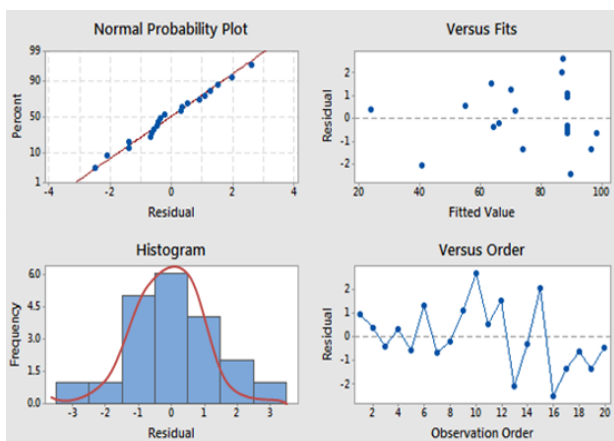 Normal Probability Plot
99
90
50
10
1
Percent
-4 -2 0 2 4
Residual
Versus Fits
2
1
0
-1
-2
Residual
20 40 60 80 100
Fitted Value
Histogram
6.0
4.5
3.0
1.5
0.0
Frequency
-3 -2 -1 0 1 2 3
Residual
Versus Order
2
1
0
-1
-2
Residual
2 4 6 8 10 12 14 16 18 20
Observation Order